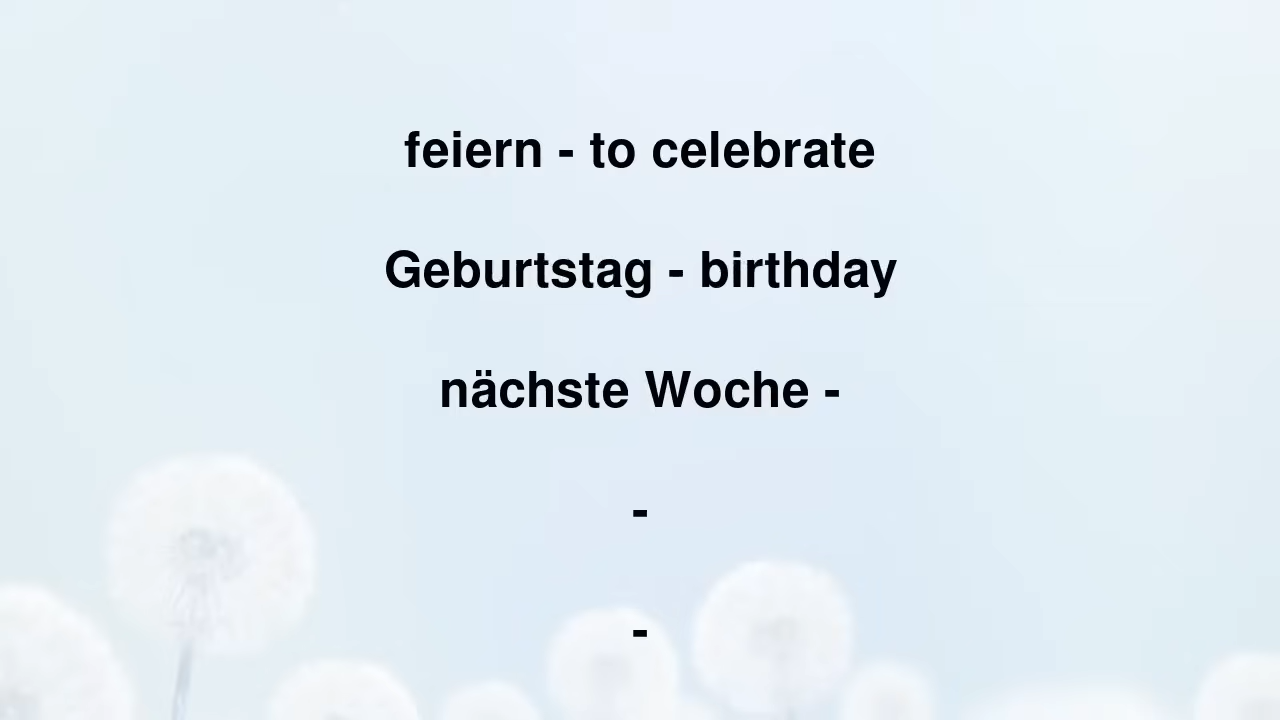 feiern - to celebrate
Geburtstag - birthday
nächste Woche -
-
-